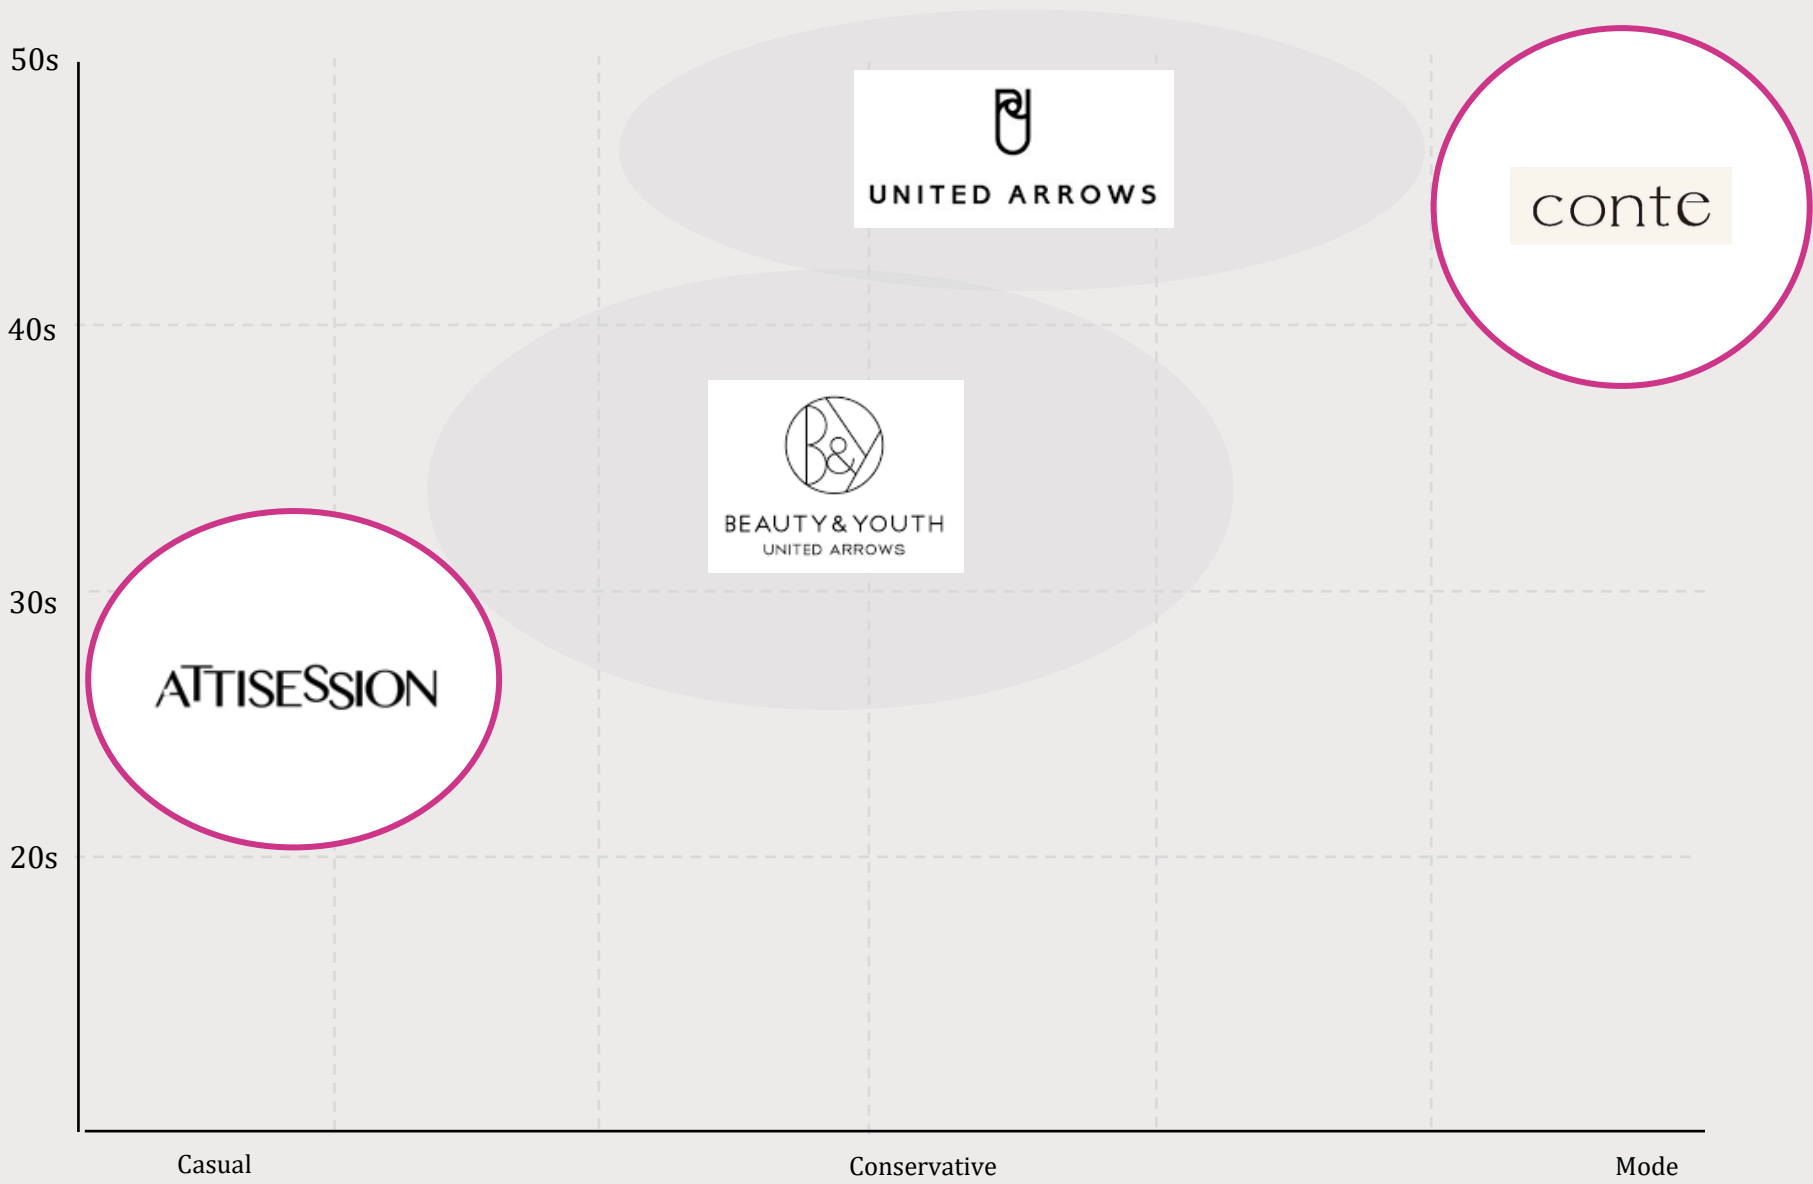 50s
UNITED ARROWS
conte
40s
B&Y
BEAUTY&YOUTH
UNITED ARROWS
30s
ATTISESSION
20s
Casual
Conservative
Mode